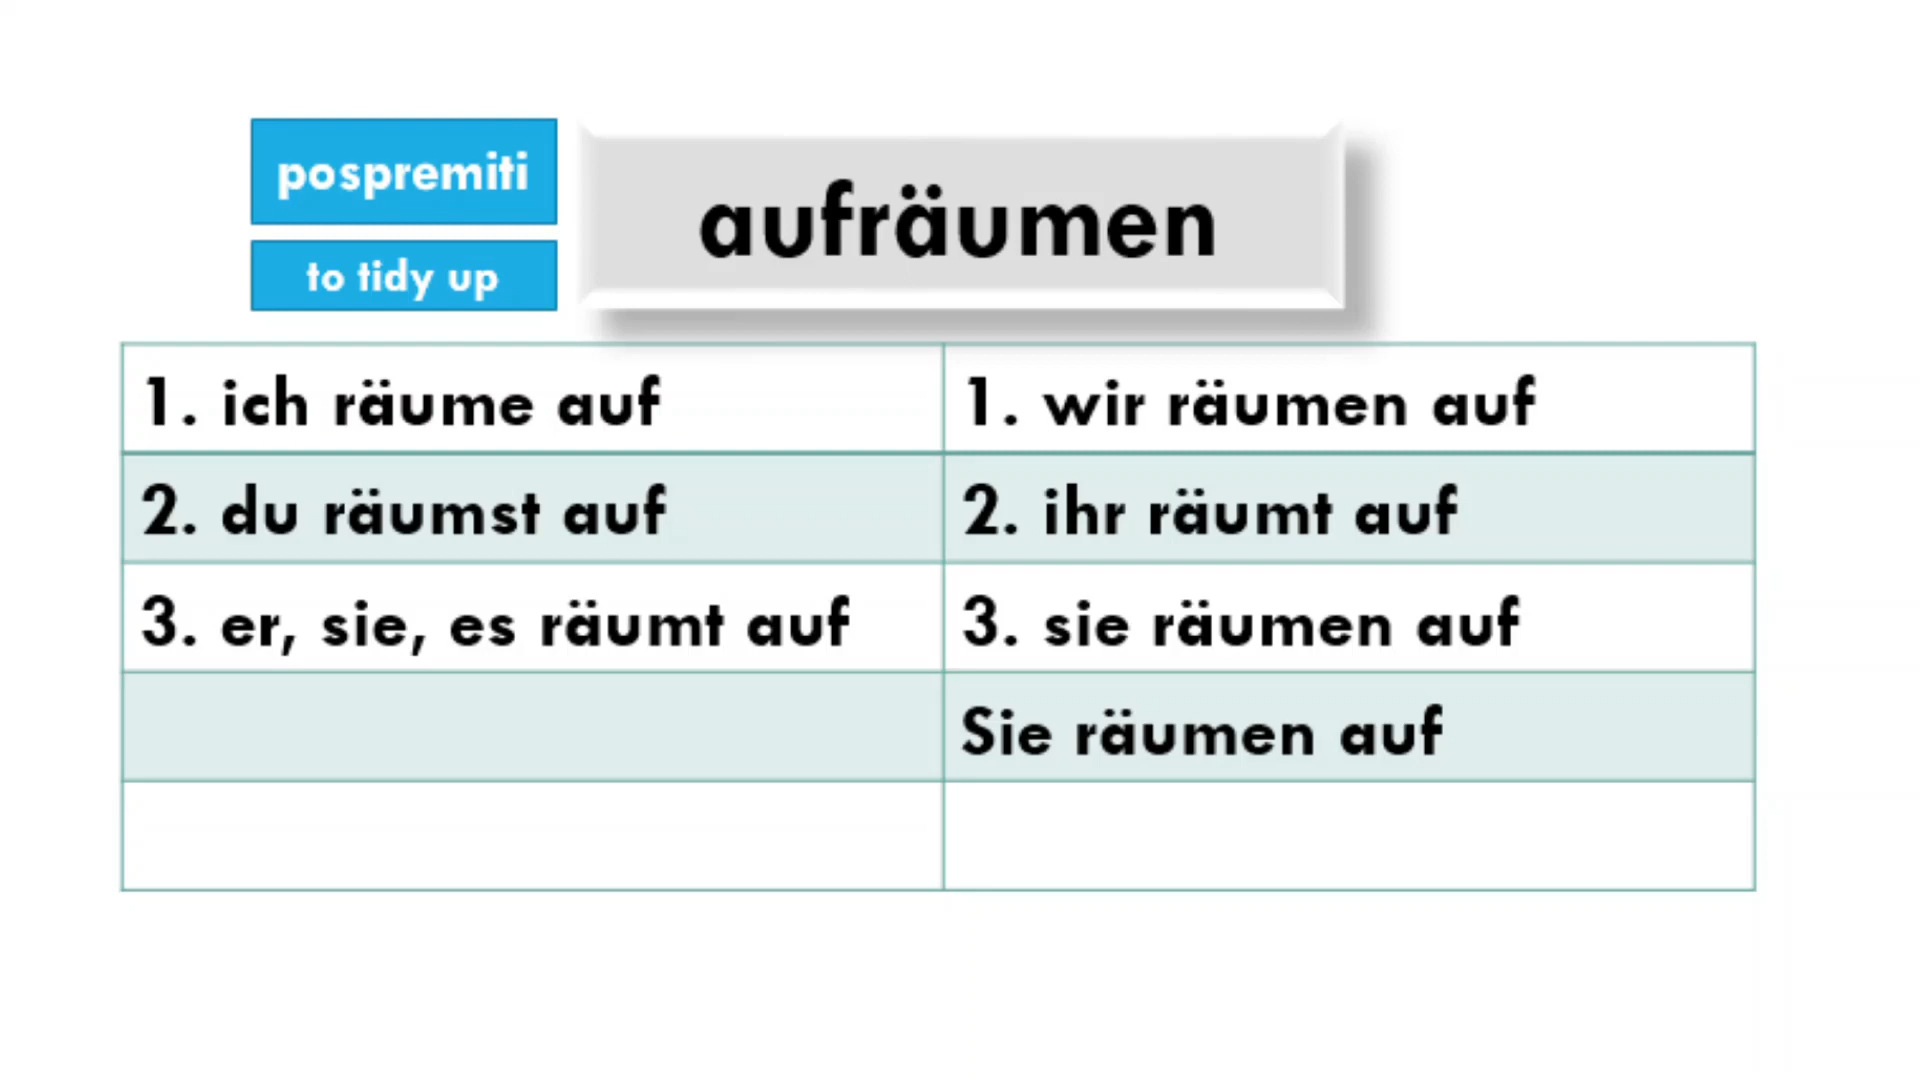 pospremiti
to tidy up
aufräumen
1. ich räume auf
1. wir räumen auf
2. du räumst auf
2. ihr räumt auf
3. er, sie, es räumt auf
3. sie räumen auf
Sie räumen auf